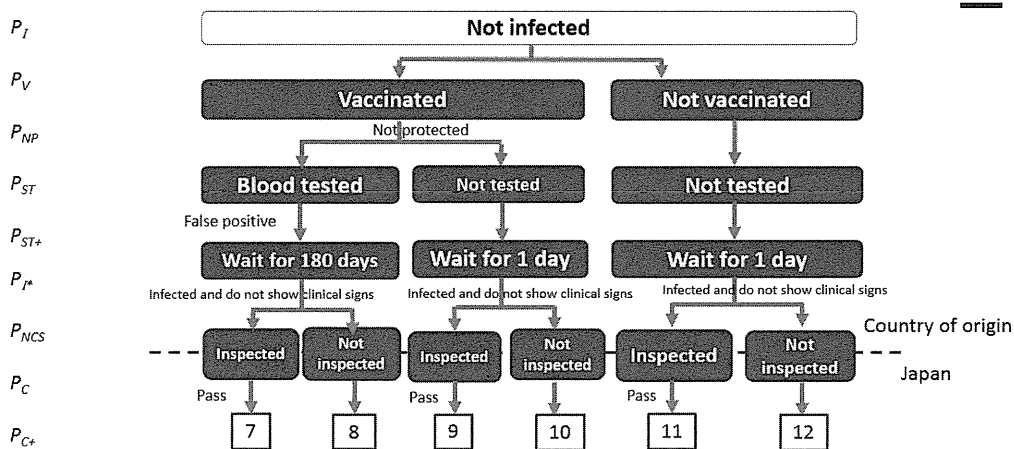 P_I
Not infected
P_V
Vaccinated
Not vaccinated
P_NP
Not protected
P_ST
Blood tested
Not tested
Not tested
False positive
P_ST+
Wait for 180 days
Wait for 1 day
Wait for 1 day
P_I*
Infected and do not show clinical signs
Infected and do not show clinical signs
Infected and do not show clinical signs
P_NCS
Inspected
Not
inspected
Inspected
Not
inspected
Inspected
Not
inspected
Country of origin
Japan
P_C
Pass
Pass
Pass
P_C+
7
8
9
10
11
12